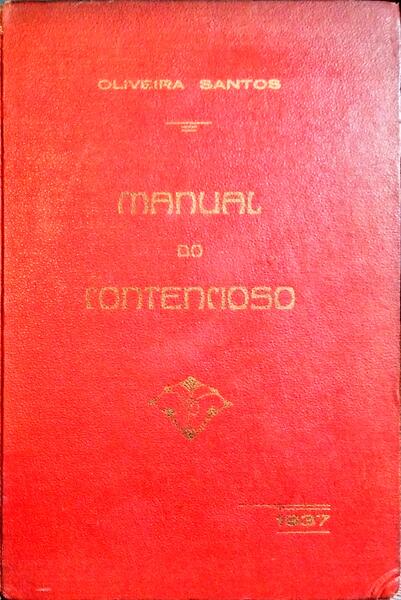 OLIVEIRA SANTOS
MANUAL
DO
CONTENCIOSO
1937